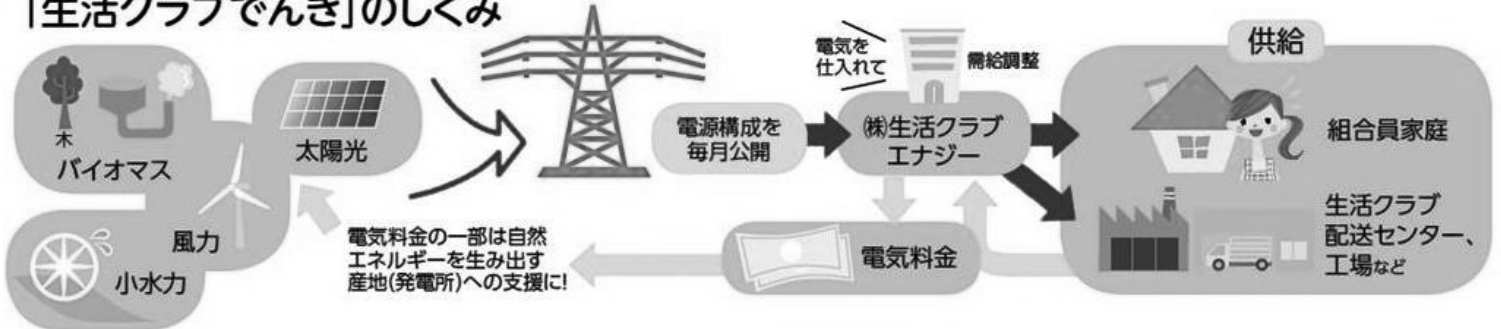 「生活クラブでんき」のしくみ
木
バイオマス
太陽光
風力
小水力
電気料金の一部は自然
エネルギーを生み出す
産地(発電所)への支援に!
電源構成を
毎月公開
電気を
仕入れて
需給調整
㈱生活クラブ
エナジー
電気料金
供給
組合員家庭
生活クラブ
配送センター、
工場など